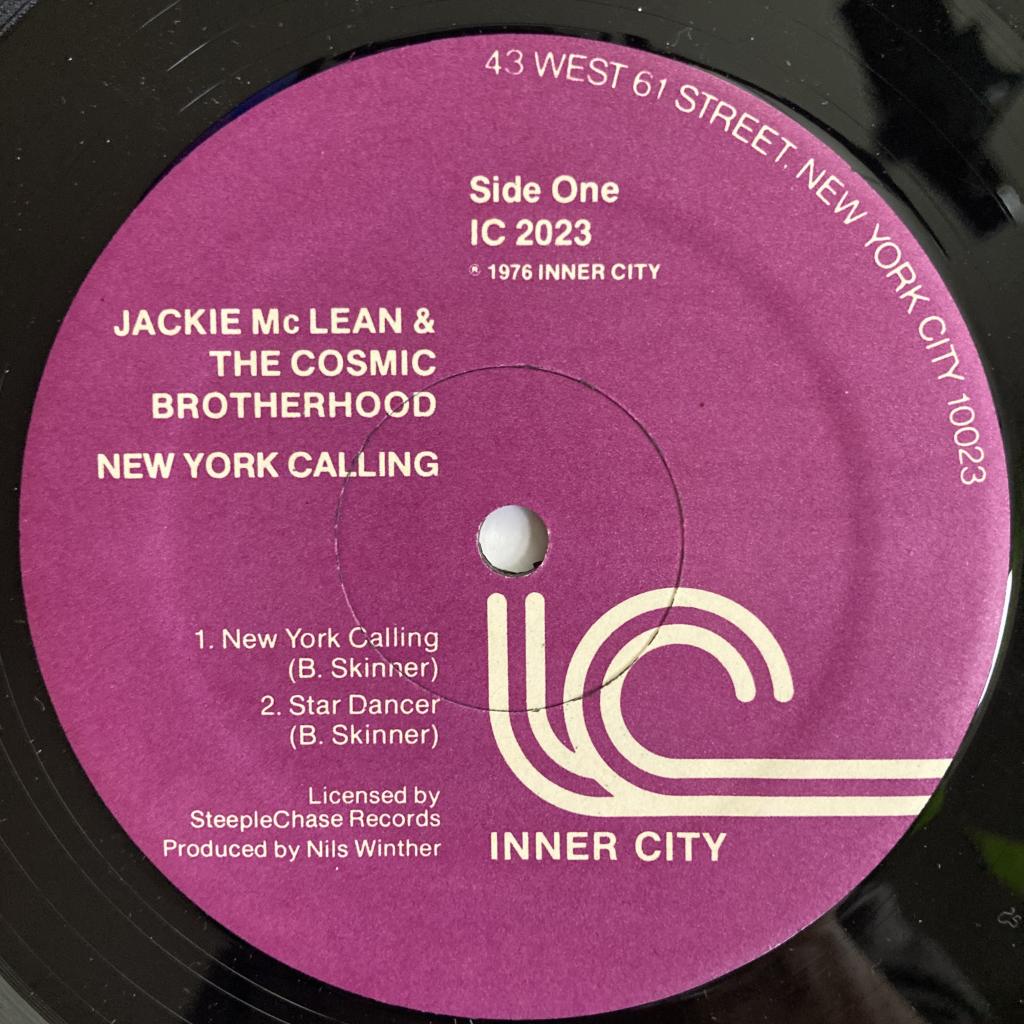 43 WEST 61 STREET, NEW YORK CITY 10023
Side One
IC 2023
℗ 1976 INNER CITY
JACKIE Mc LEAN &
THE COSMIC
BROTHERHOOD
NEW YORK CALLING
1. New York Calling
(B. Skinner)
2. Star Dancer
(B. Skinner)
Licensed by
SteepleChase Records
Produced by Nils Winther
ic
INNER CITY